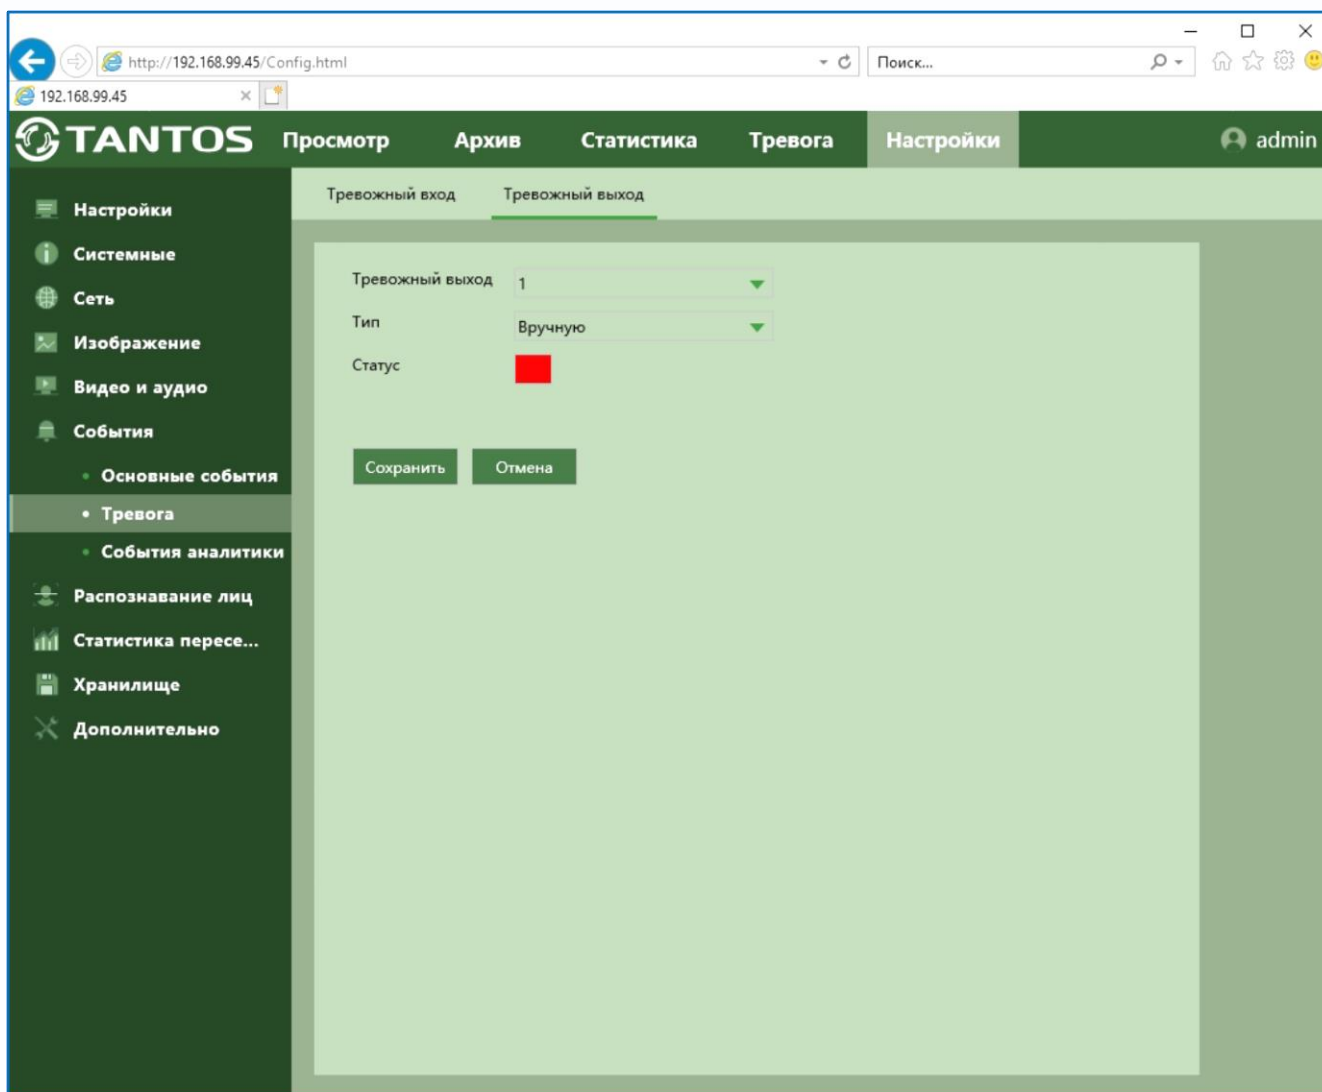 http://192.168.99.45/Config.html
Поиск...
192.168.99.45
TANTOS Просмотр Архив Статистика Тревога Настройки admin
Тревожный вход Тревожный выход
Настройки
Системные
Сеть
Изображение
Видео и аудио
События
Основные события
Тревога
События аналитики
Распознавание лиц
Статистика пересе...
Хранилище
Дополнительно
Тревожный выход 1
Тип Вручную
Статус
Сохранить Отмена